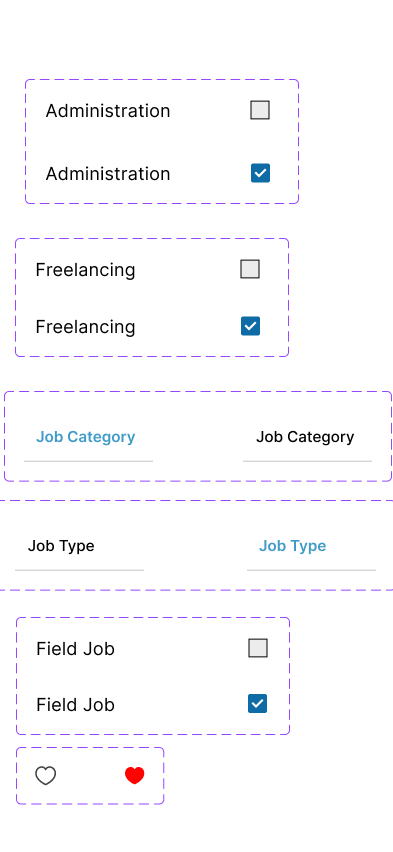 Administration
Administration
Freelancing
Freelancing
Job Category Job Category
Job Type Job Type
Field Job
Field Job